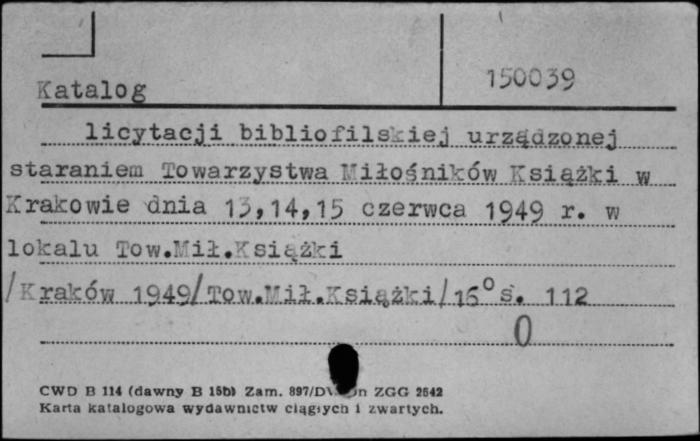 Katalog 150039
licytacji bibliofilskiej urządzonej
staraniem Towarzystwa Miłośników Książki w
Krakowie dnia 13,14,15 czerwca 1949 r. w
lokalu Tow.Mił.Książki
/Kraków 1949/Tow.Mił.Książki/16° s. 112
0
CWD B 114 (dawny B 15b) Zam. 897/ ZGG 2642
Karta katalogowa wydawnictw ciągłych i zwartych.